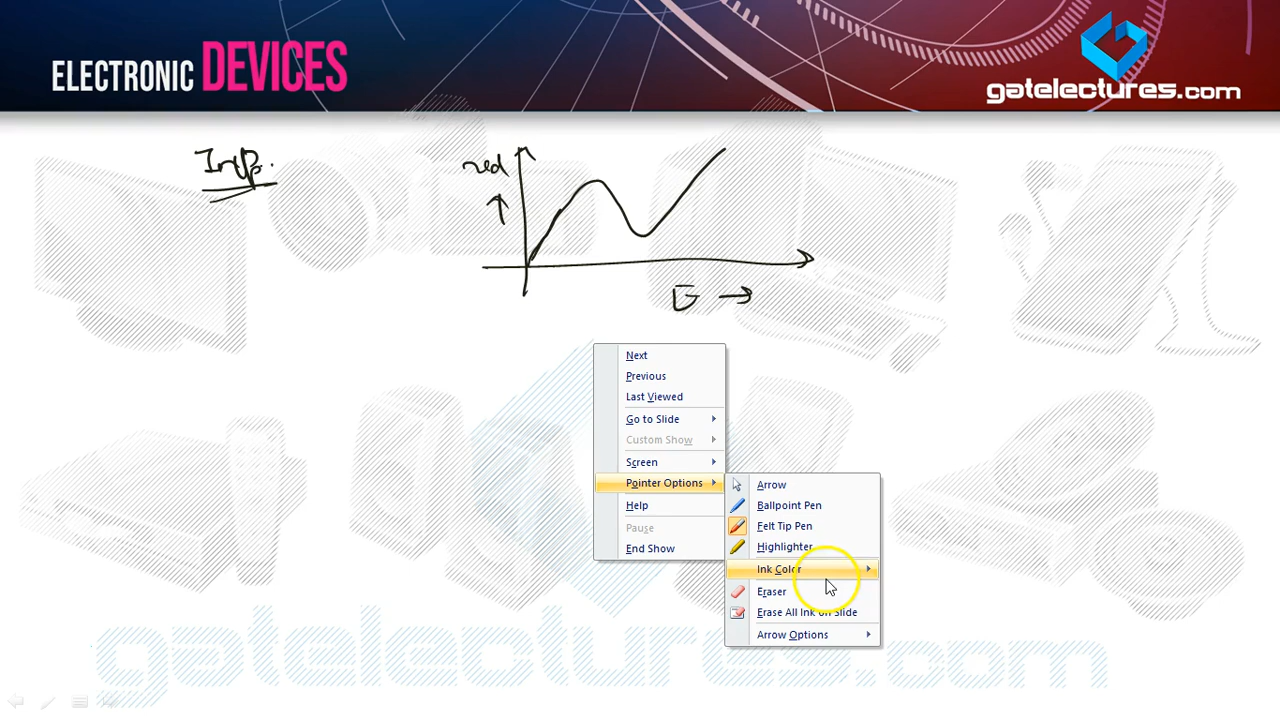 ELECTRONIC DEVICES
gatelectures.com
Imp.
E →
Next
Previous
Last Viewed
Go to Slide
Custom Show
Screen
Pointer Options
Help
Pause
End Show
Arrow
Ballpoint Pen
Felt Tip Pen
Highlighter
Ink Color
Eraser
Erase All Ink on Slide
Arrow Options
gatelectures.com